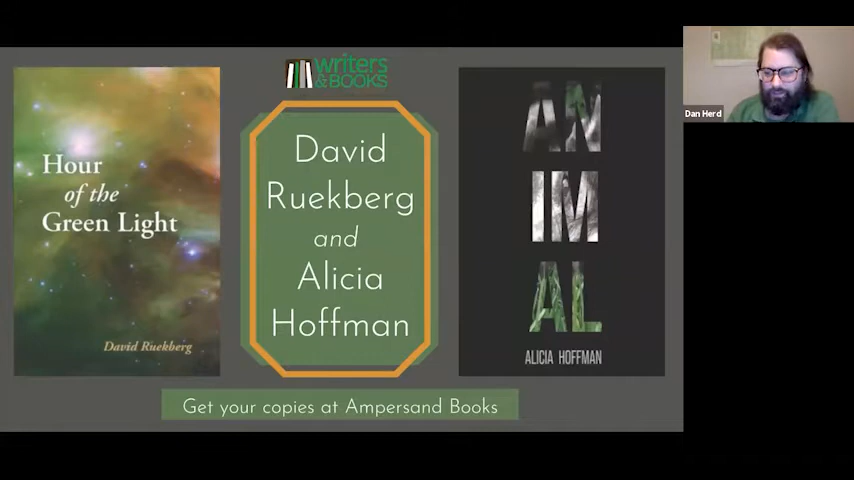 writers
& BOOKS
Hour
of the
Green Light
David Ruekberg
David
Ruekberg
and
Alicia
Hoffman
AN
IM
AL
ALICIA HOFFMAN
Get your copies at Ampersand Books
Dan Herd